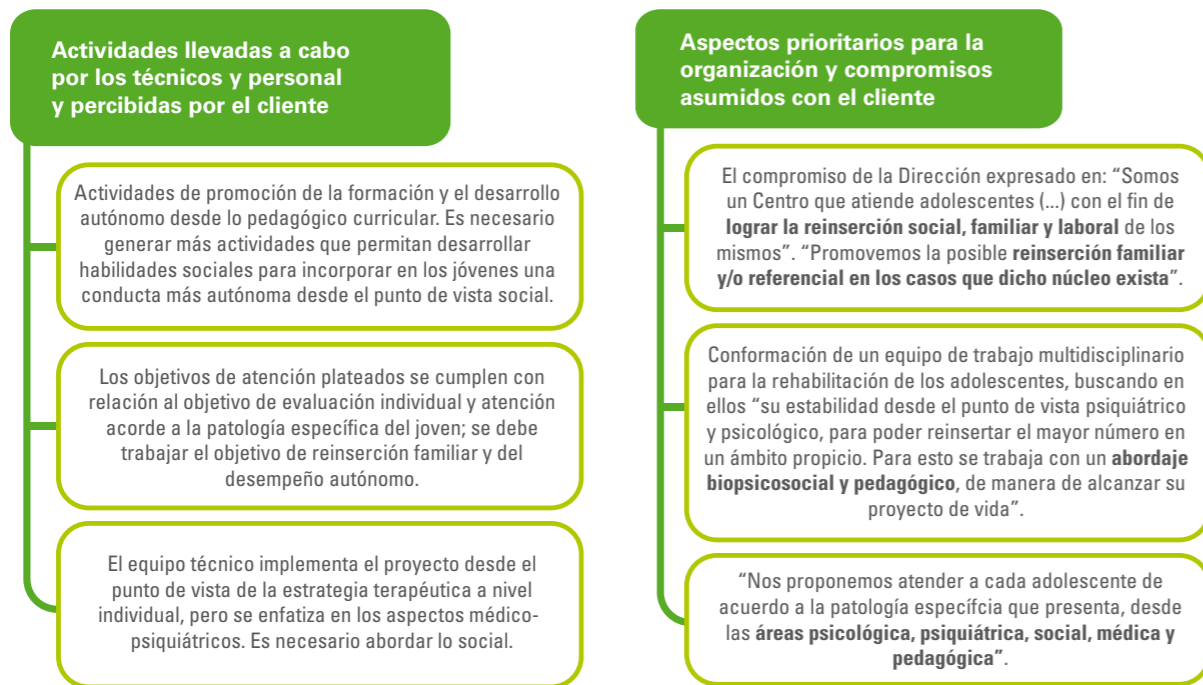 Actividades llevadas a cabo
por los técnicos y personal
y percibidas por el cliente
Actividades de promoción de la formación y el desarrollo
autónomo desde lo pedagógico curricular. Es necesario
generar más actividades que permitan desarrollar
habilidades sociales para incorporar en los jóvenes una
conducta más autónoma desde el punto de vista social.
Los objetivos de atención plateados se cumplen con
relación al objetivo de evaluación individual y atención
acorde a la patología específica del joven; se debe
trabajar el objetivo de reinserción familiar y del
desempeño autónomo.
El equipo técnico implementa el proyecto desde el
punto de vista de la estrategia terapéutica a nivel
individual, pero se enfatiza en los aspectos médico-
psiquiátricos. Es necesario abordar lo social.
Aspectos prioritarios para la
organización y compromisos
asumidos con el cliente
El compromiso de la Dirección expresado en: “Somos
un Centro que atiende adolescentes (...) con el fin de
lograr la reinserción social, familiar y laboral de los
mismos”. “Promovemos la posible reinserción familiar
y/o referencial en los casos que dicho núcleo exista”.
Conformación de un equipo de trabajo multidisciplinario
para la rehabilitación de los adolescentes, buscando en
ellos “su estabilidad desde el punto de vista psiquiátrico
y psicológico, para poder reinsertar el mayor número en
un ámbito propicio. Para esto se trabaja con un abordaje
biopsicosocial y pedagógico, de manera de alcanzar su
proyecto de vida”.
“Nos proponemos atender a cada adolescente de
acuerdo a la patología específcia que presenta, desde
las áreas psicológica, psiquiátrica, social, médica y
pedagógica”.